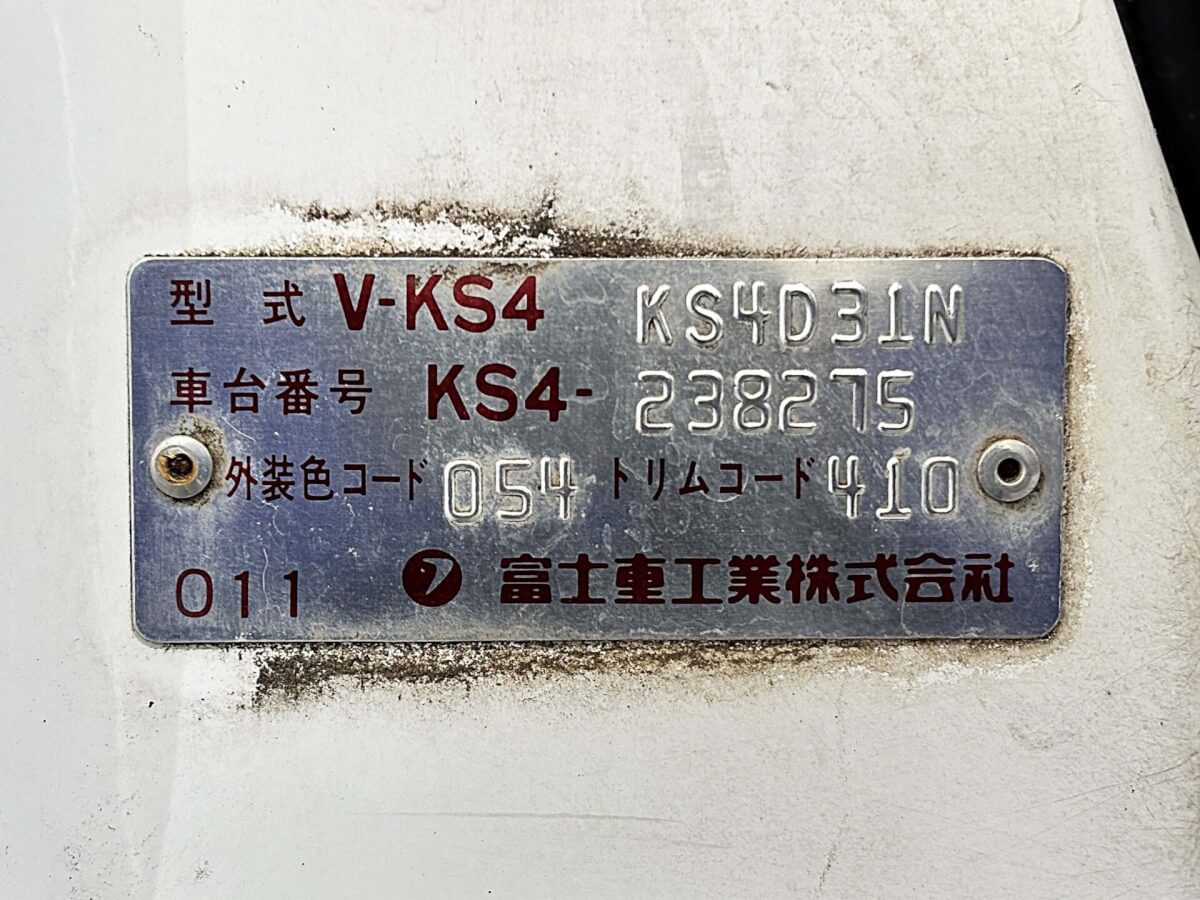 型式 V-KS4 KS4D31N
車台番号 KS4- 238275
外装色コード 054 トリムコード 410
011 フ 富士重工業株式会社